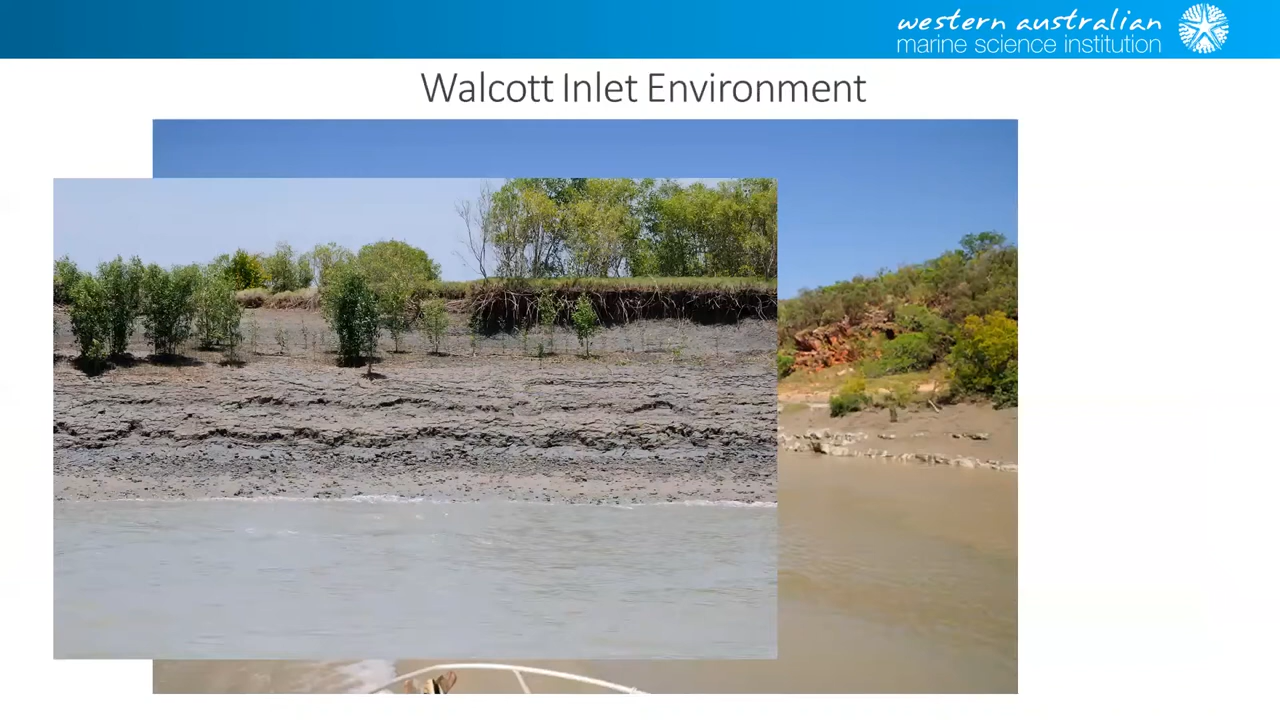 western australian
marine science institution
Walcott Inlet Environment